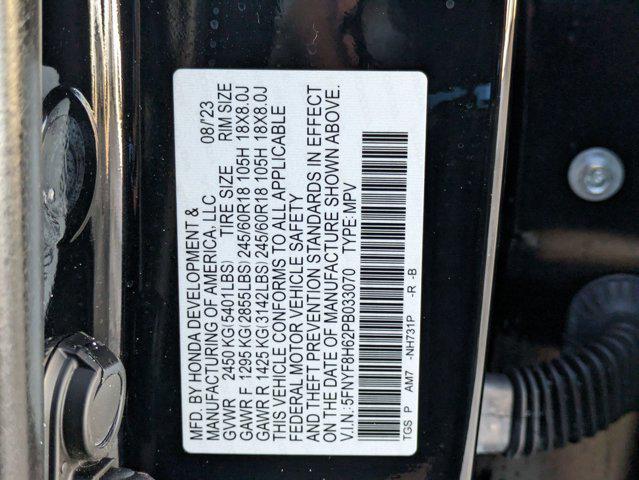 MFD. BY HONDA DEVELOPMENT &
MANUFACTURING OF AMERICA, LLC 08/'23
GVWR 2450 KG(5401LBS) TIRE SIZE RIM SIZE
GAWR F 1295 KG(2855LBS) 245/60R18 105H 18X8.0J
GAWR R 1425 KG(3142LBS) 245/60R18 105H 18X8.0J
THIS VEHICLE CONFORMS TO ALL APPLICABLE
FEDERAL MOTOR VEHICLE SAFETY
AND THEFT PREVENTION STANDARDS IN EFFECT
ON THE DATE OF MANUFACTURE SHOWN ABOVE.
V.I.N.:5FNYF8H62PB033070 TYPE:MPV
TGS P AM7 -NH731P -R -B